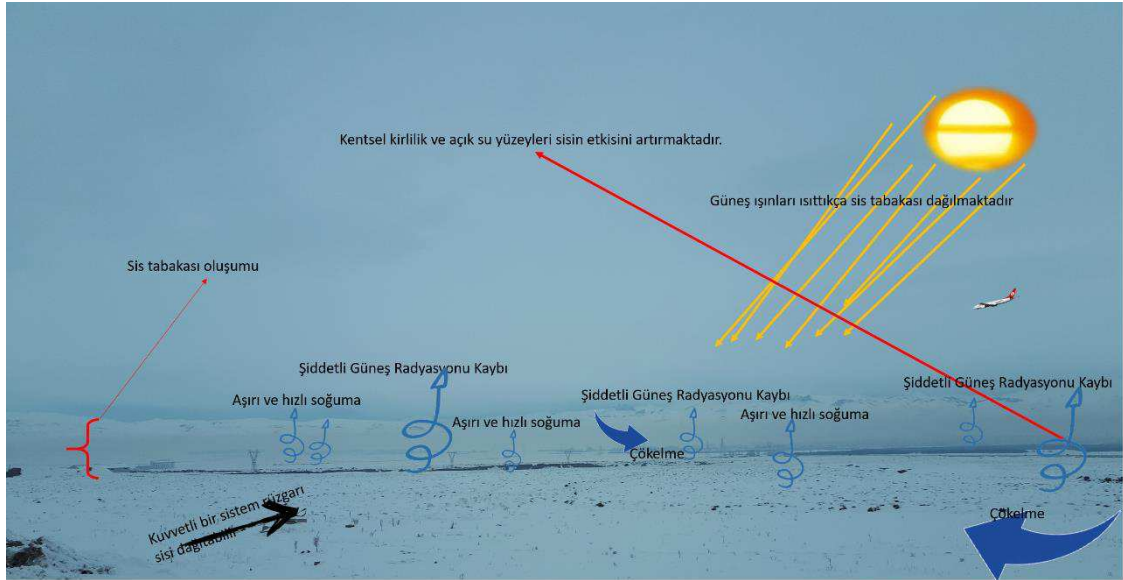 Kentsel kirlilik ve açık su yüzeyleri sisin etkisini artırmaktadır.
Güneş ışınları ısıttıkça sis tabakası dağılmaktadır
Sis tabakası oluşumu
Şiddetli Güneş Radyasyonu Kaybı
Aşırı ve hızlı soğuma
Aşırı ve hızlı soğuma
Şiddetli Güneş Radyasyonu Kaybı
Aşırı ve hızlı soğuma
Şiddetli Güneş Radyasyonu Kaybı
Çökelme
Çökelme
Kuvvetli bir sistem rüzgarı
sisi dağıtabilir